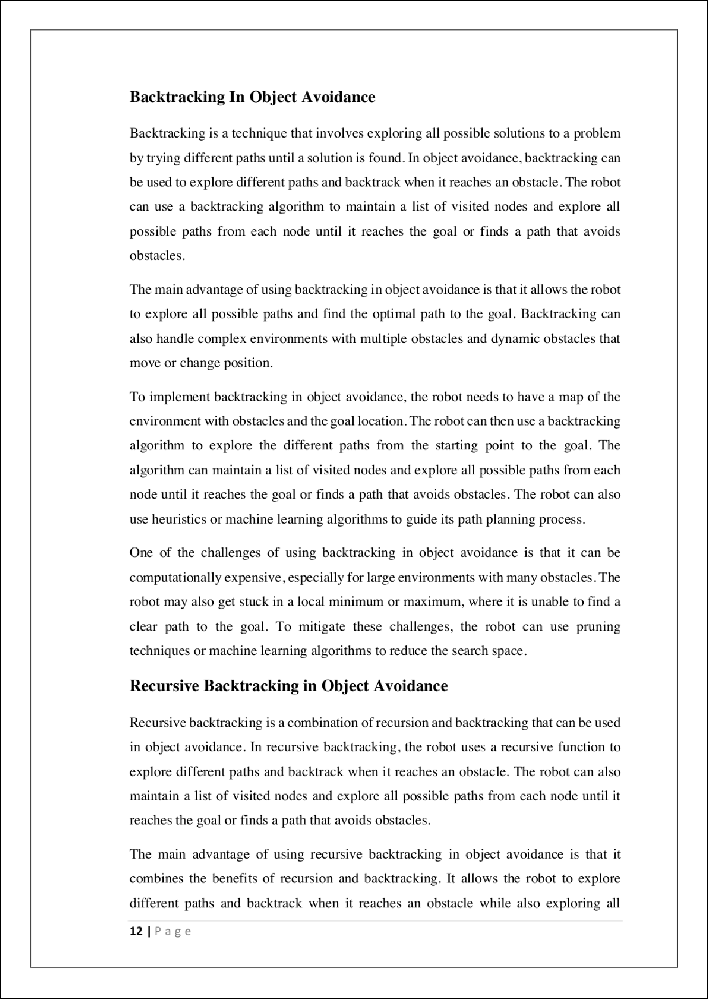 Backtracking In Object Avoidance
Backtracking is a technique that involves exploring all possible solutions to a problem
by trying different paths until a solution is found. In object avoidance, backtracking can
be used to explore different paths and backtrack when it reaches an obstacle. The robot
can use a backtracking algorithm to maintain a list of visited nodes and explore all
possible paths from each node until it reaches the goal or finds a path that avoids
obstacles.
The main advantage of using backtracking in object avoidance is that it allows the robot
to explore all possible paths and find the optimal path to the goal. Backtracking can
also handle complex environments with multiple obstacles and dynamic obstacles that
move or change position.
To implement backtracking in object avoidance, the robot needs to have a map of the
environment with obstacles and the goal location. The robot can then use a backtracking
algorithm to explore the different paths from the starting point to the goal. The
algorithm can maintain a list of visited nodes and explore all possible paths from each
node until it reaches the goal or finds a path that avoids obstacles. The robot can also
use heuristics or machine learning algorithms to guide its path planning process.
One of the challenges of using backtracking in object avoidance is that it can be
computationally expensive, especially for large environments with many obstacles. The
robot may also get stuck in a local minimum or maximum, where it is unable to find a
clear path to the goal. To mitigate these challenges, the robot can use pruning
techniques or machine learning algorithms to reduce the search space.
Recursive Backtracking in Object Avoidance
Recursive backtracking is a combination of recursion and backtracking that can be used
in object avoidance. In recursive backtracking, the robot uses a recursive function to
explore different paths and backtrack when it reaches an obstacle. The robot can also
maintain a list of visited nodes and explore all possible paths from each node until it
reaches the goal or finds a path that avoids obstacles.
The main advantage of using recursive backtracking in object avoidance is that it
combines the benefits of recursion and backtracking. It allows the robot to explore
different paths and backtrack when it reaches an obstacle while also exploring all
12 | P a g e